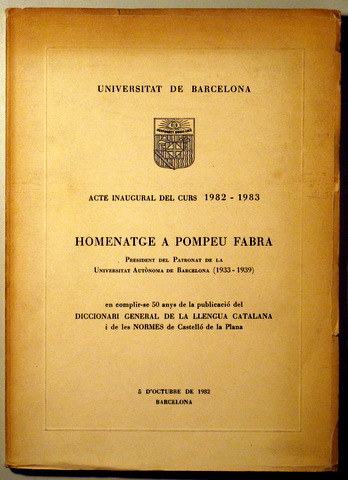 UNIVERSITAT DE BARCELONA
ACTE INAUGURAL DEL CURS 1982 - 1983
HOMENATGE A POMPEU FABRA
President del Patronat de la
Universitat Autònoma de Barcelona (1933 - 1939)
en complir-se 50 anys de la publicació del
DICCIONARI GENERAL DE LA LLENGUA CATALANA
i de les NORMES de Castelló de la Plana
5 D'OCTUBRE DE 1982
BARCELONA